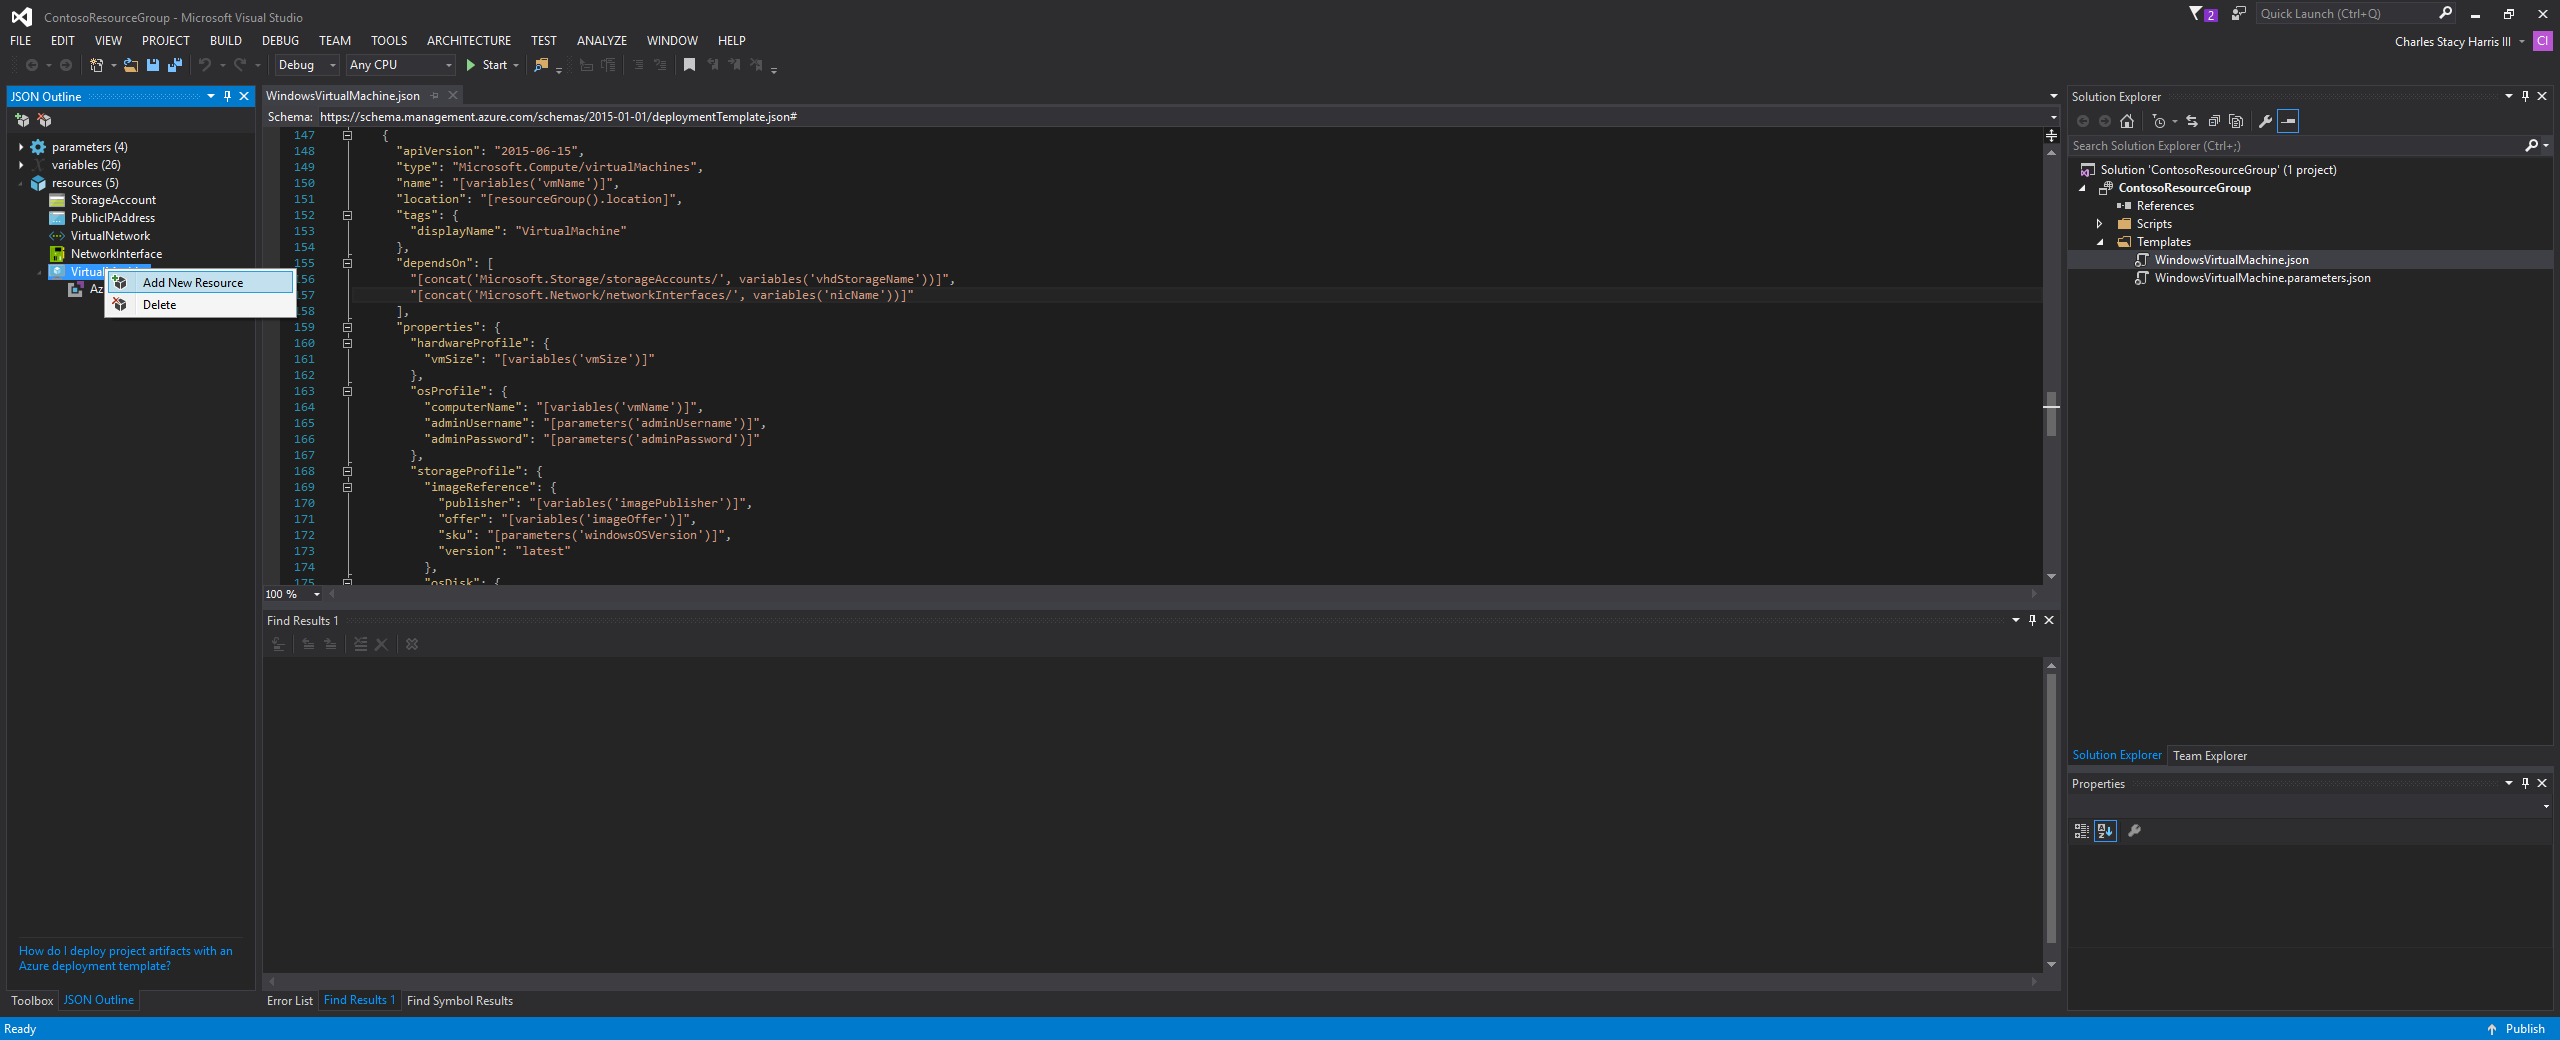 ContosoResourceGroup - Microsoft Visual Studio
2
Quick Launch (Ctrl+Q)
FILE EDIT VIEW PROJECT BUILD DEBUG TEAM TOOLS ARCHITECTURE TEST ANALYZE WINDOW HELP
Charles Stacy Harris III
CI
Debug
Any CPU
Start
JSON Outline
parameters (4)
variables (26)
resources (5)
StorageAccount
PublicIPAddress
VirtualNetwork
NetworkInterface
Virtual
Az
Add New Resource
Delete
How do I deploy project artifacts with an
Azure deployment template?
Toolbox JSON Outline
WindowsVirtualMachine.json
Schema: https://schema.management.azure.com/schemas/2015-01-01/deploymentTemplate.json#
147 {
148 "apiVersion": "2015-06-15",
149 "type": "Microsoft.Compute/virtualMachines",
150 "name": "[variables('vmName')]",
151 "location": "[resourceGroup().location]",
152 "tags": {
153 "displayName": "VirtualMachine"
154 },
155 "dependsOn": [
56 "[concat('Microsoft.Storage/storageAccounts/', variables('vhdStorageName'))]",
57 "[concat('Microsoft.Network/networkInterfaces/', variables('nicName'))]"
58 ],
159 "properties": {
160 "hardwareProfile": {
161 "vmSize": "[variables('vmSize')]"
162 },
163 "osProfile": {
164 "computerName": "[variables('vmName')]",
165 "adminUsername": "[parameters('adminUsername')]",
166 "adminPassword": "[parameters('adminPassword')]"
167 },
168 "storageProfile": {
169 "imageReference": {
170 "publisher": "[variables('imagePublisher')]",
171 "offer": "[variables('imageOffer')]",
172 "sku": "[parameters('windowsOSVersion')]",
173 "version": "latest"
174 },
175 "osDisk": {
100 %
Find Results 1
Error List Find Results 1 Find Symbol Results
Solution Explorer
Search Solution Explorer (Ctrl+;)
Solution 'ContosoResourceGroup' (1 project)
ContosoResourceGroup
References
Scripts
Templates
WindowsVirtualMachine.json
WindowsVirtualMachine.parameters.json
Solution Explorer Team Explorer
Properties
Ready
Publish